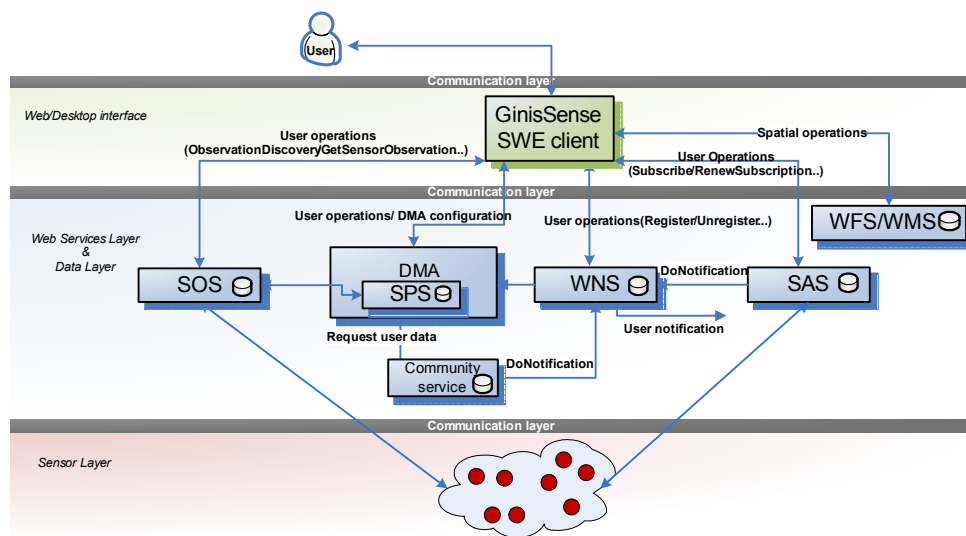 User
Communication layer
Web/Desktop interface
GinisSense
SWE client
User operations
(ObservationDiscovery/GetSensorObservation..)
Spatial operations
User Operations
(Subscribe/RenewSubscription..)
Communication layer
Web Services Layer
&
Data Layer
User operations/ DMA configuration
User operations(Register/Unregister...)
WFS/WMS
SOS
DMA
SPS
WNS
DoNotification
SAS
User notification
Request user data
Community
service
DoNotification
Communication layer
Sensor Layer